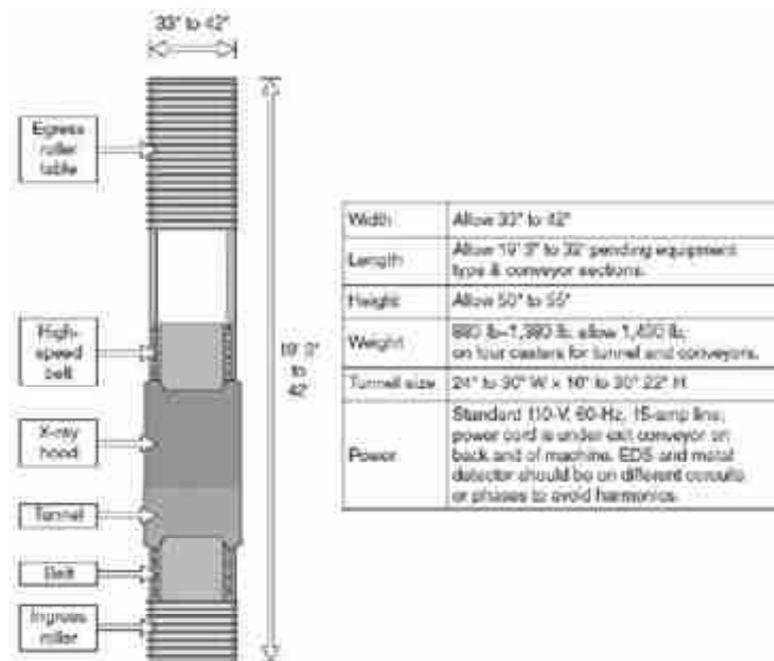 33" to 42"
Egress
roller
table
High-
speed
belt
19' 3"
to
42'
X-ray
hood
Tunnel
Belt
Ingress
roller
Width Allow 33" to 42"
Length Allow 19' 3" to 32' pending equipment
type & conveyor sections.
Height Allow 50" to 55"
Weight 880 lb–1,380 lb, allow 1,400 lb,
on four casters for tunnel and conveyors.
Tunnel size 24" to 30" W x 16" to 22" H
Power Standard 110-V, 60-Hz, 15-amp line;
power cord is under exit conveyor on
back end of machine. EDS and metal
detector should be on different circuits
or phases to avoid harmonics.